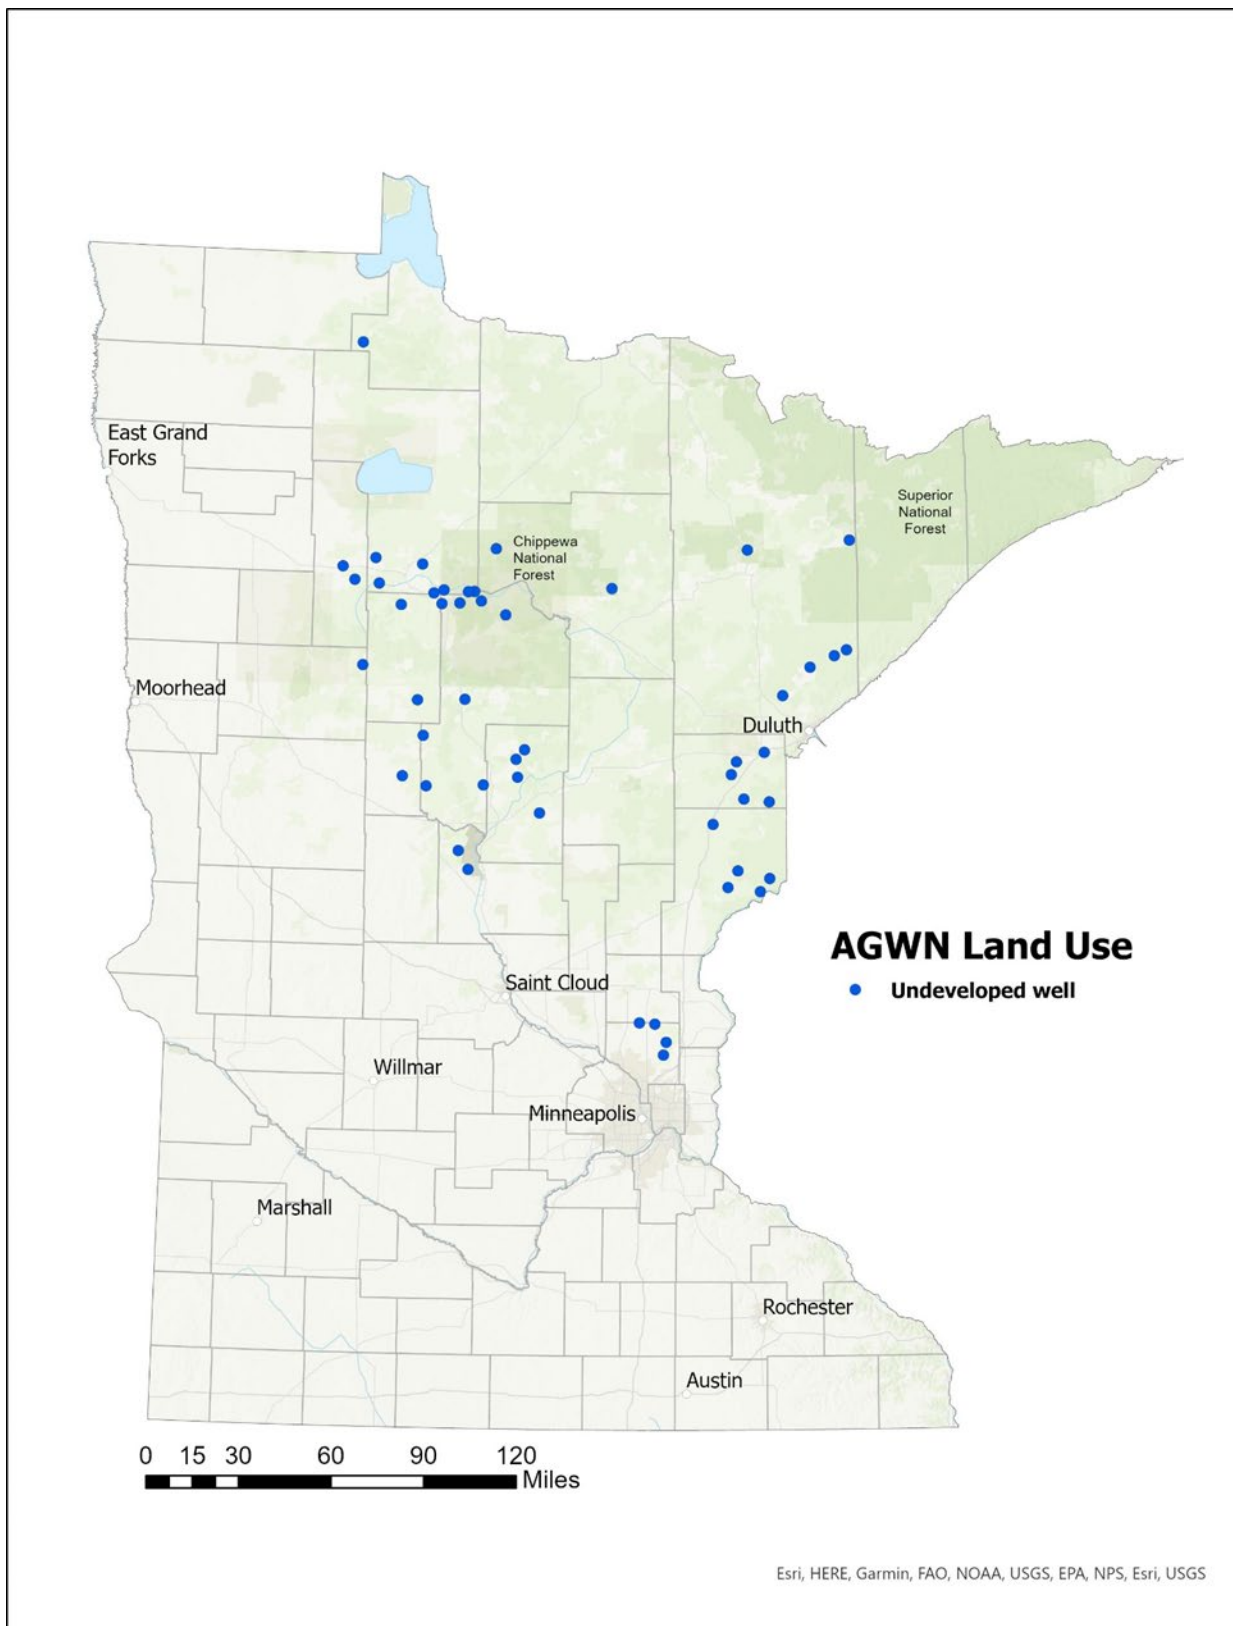 East Grand
Forks
Superior
National
Forest
Chippewa
National
Forest
Moorhead
Duluth
AGWN Land Use
Undeveloped well
Saint Cloud
Willmar
Minneapolis
Marshall
Rochester
Austin
0 15 30 60 90 120
Miles
Esri, HERE, Garmin, FAO, NOAA, USGS, EPA, NPS, Esri, USGS